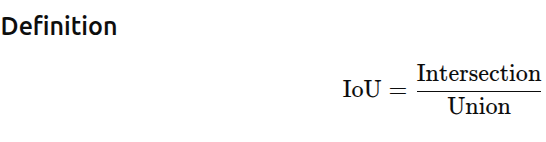 Definition
IoU = Intersection
Union